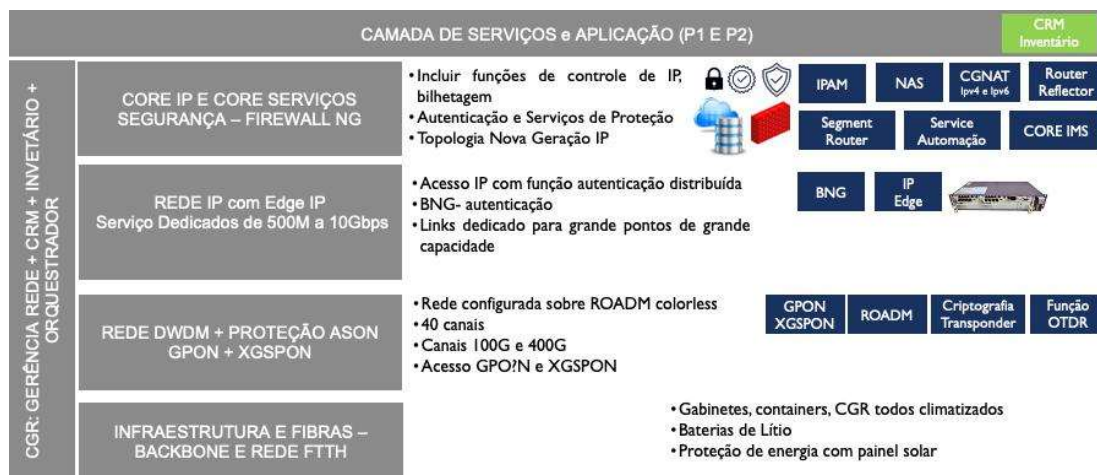 CAMADA DE SERVIÇOS e APLICAÇÃO (P1 E P2)
CRM
Inventário
CGR: GERÊNCIA REDE + CRM + INVETÁRIO +
ORQUESTRADOR
CORE IP E CORE SERVIÇOS
SEGURANÇA – FIREWALL NG
•Incluir funções de controle de IP,
bilhetagem
•Autenticação e Serviços de Proteção
•Topologia Nova Geração IP
IPAM
NAS
CGNAT
Ipv4 e Ipv6
Router
Reflector
Segment
Router
Service
Automação
CORE IMS
REDE IP com Edge IP
Serviço Dedicados de 500M a 10Gbps
•Acesso IP com função autenticação distribuída
•BNG- autenticação
•Links dedicado para grande pontos de grande
capacidade
BNG
IP
Edge
REDE DWDM + PROTEÇÃO ASON
GPON + XGSPON
•Rede configurada sobre ROADM colorless
•40 canais
•Canais 100G e 400G
•Acesso GPO?N e XGSPON
GPON
XGSPON
ROADM
Criptografia
Transponder
Função
OTDR
INFRAESTRUTURA E FIBRAS –
BACKBONE E REDE FTTH
•Gabinetes, containers, CGR todos climatizados
•Baterias de Lítio
•Proteção de energia com painel solar